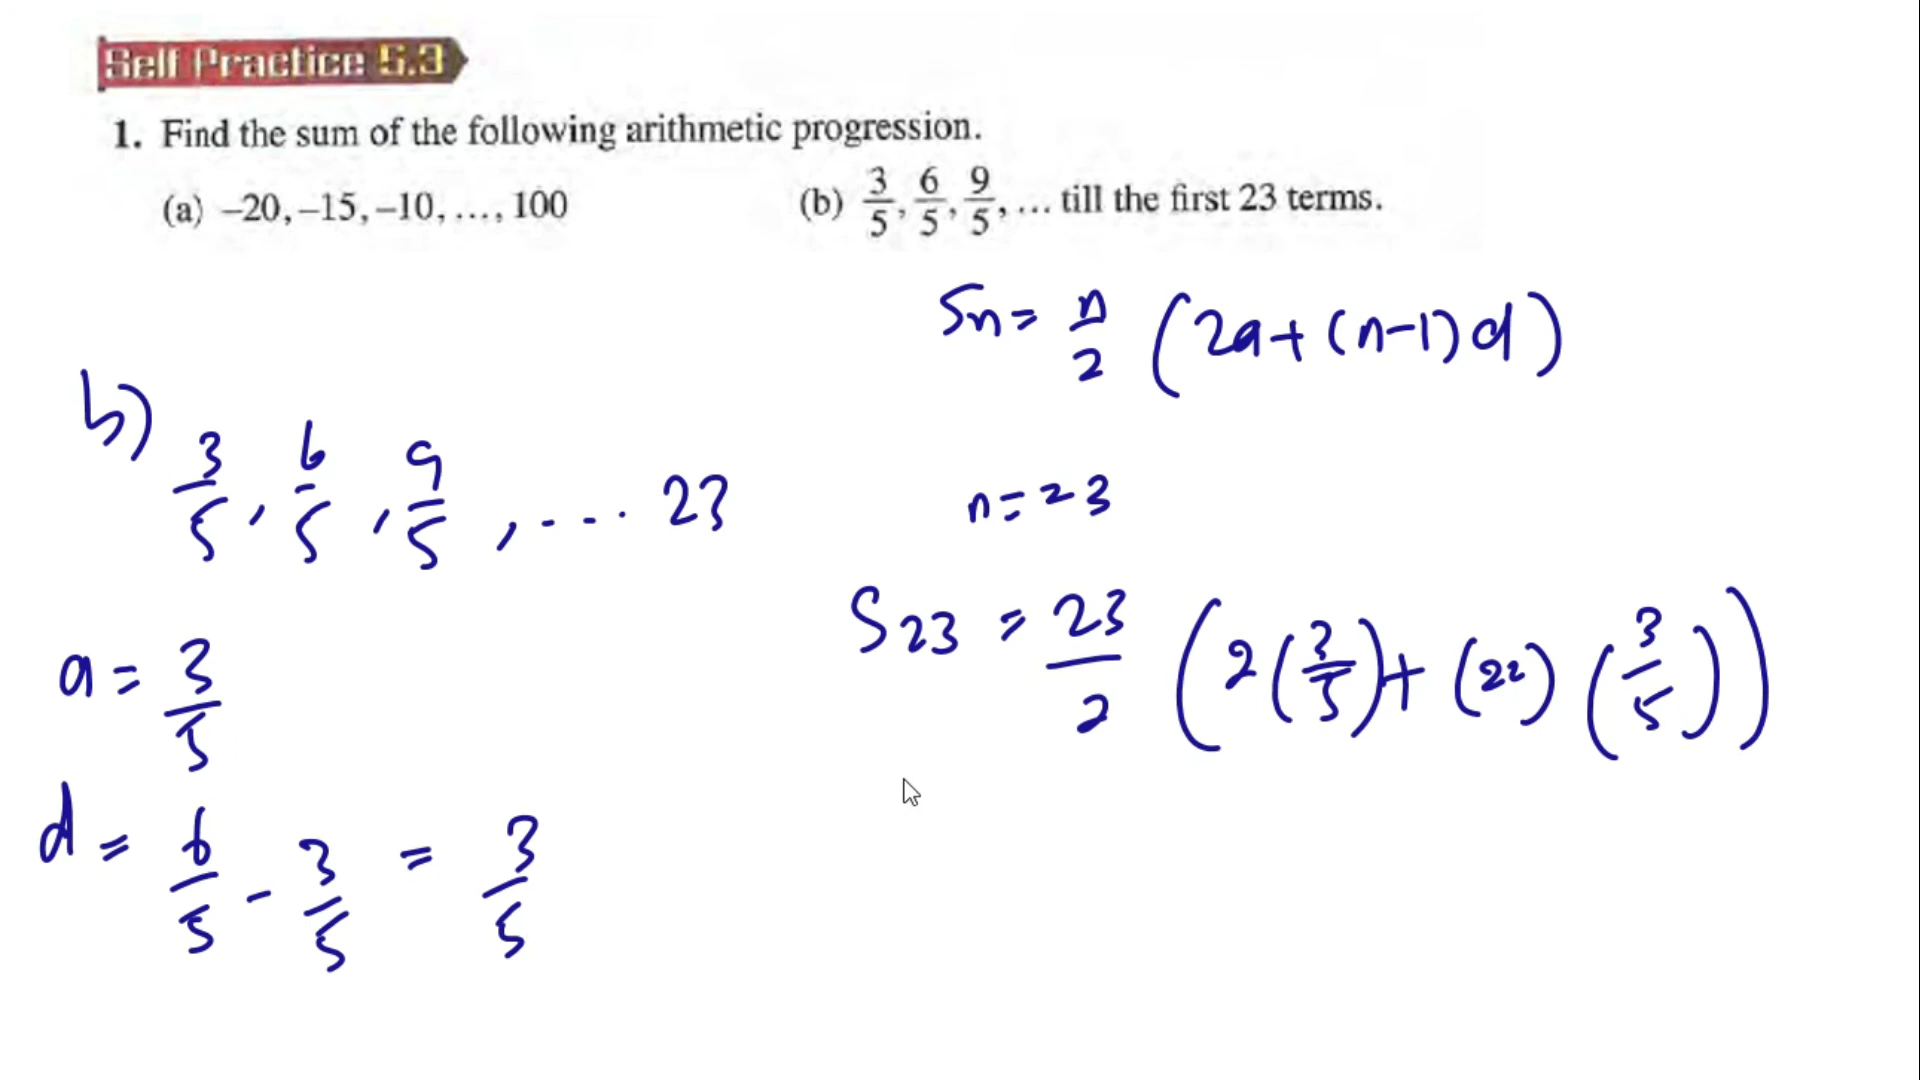 Self Practice 5.3
1. Find the sum of the following arithmetic progression.
(a) –20, –15, –10, ..., 100
(b) 3/5, 6/5, 9/5, ... till the first 23 terms.
Sn = n/2 (2a + (n-1)d)
b) 3/5, 6/5, 9/5, .... 23
n = 23
a = 3/5
S23 = 23/2 (2(3/5) + (22)(3/5))
d = 6/5 - 3/5 = 3/5